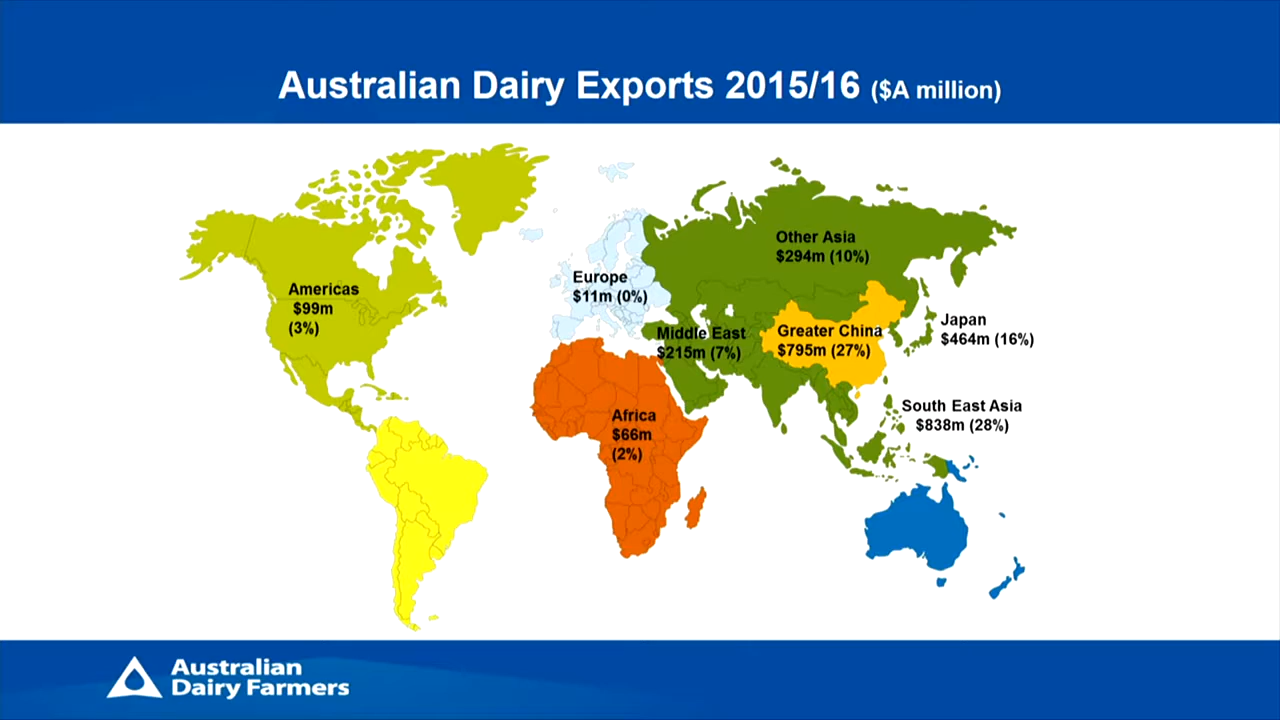 Australian Dairy Exports 2015/16 ($A million)
Other Asia
$294m (10%)
Europe
$11m (0%)
Americas
$99m
(3%)
Japan
$464m (16%)
Middle East
$215m (7%)
Greater China
$795m (27%)
South East Asia
$838m (28%)
Africa
$66m
(2%)
Australian
Dairy Farmers